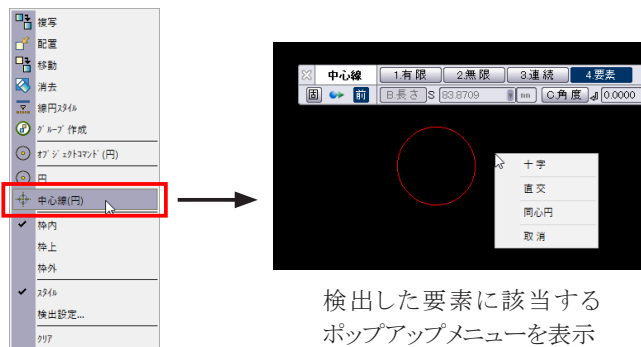 複写
配置
移動
消去
線円ｽﾀｲﾙ
ｸﾞﾙｰﾌﾟ作成
ｵﾌﾞｼﾞｪｸﾄｺﾏﾝﾄﾞ(円)
円
中心線(円)
枠内
枠上
枠外
ｽﾀｲﾙ
検出設定...
ｸﾘｱ
中心線 1.有限 2.無限 3.連続 4.要素
固 前 B.長さ S 83.8709 mm C.角度 0.0000
十字
直交
同心円
取消
検出した要素に該当する
ポップアップメニューを表示